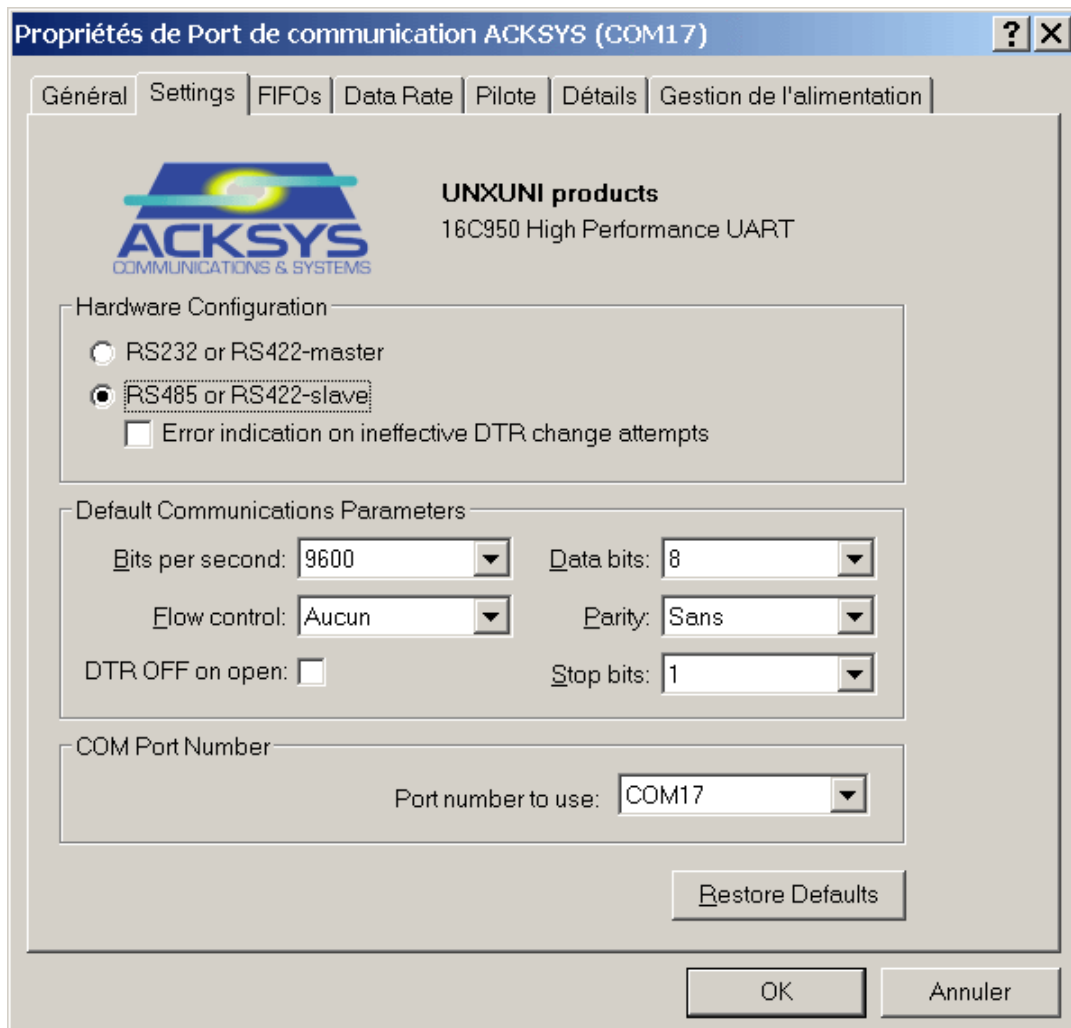 Propriétés de Port de communication ACKSYS (COM17)
Général Settings FIFOs Data Rate Pilote Détails Gestion de l'alimentation
ACKSYS
COMMUNICATIONS & SYSTEMS
UNXUNI products
16C950 High Performance UART
Hardware Configuration
RS232 or RS422-master
RS485 or RS422-slave
Error indication on ineffective DTR change attempts
Default Communications Parameters
Bits per second: 9600 Data bits: 8
Flow control: Aucun Parity: Sans
DTR OFF on open: Stop bits: 1
COM Port Number
Port number to use: COM17
Restore Defaults
OK Annuler